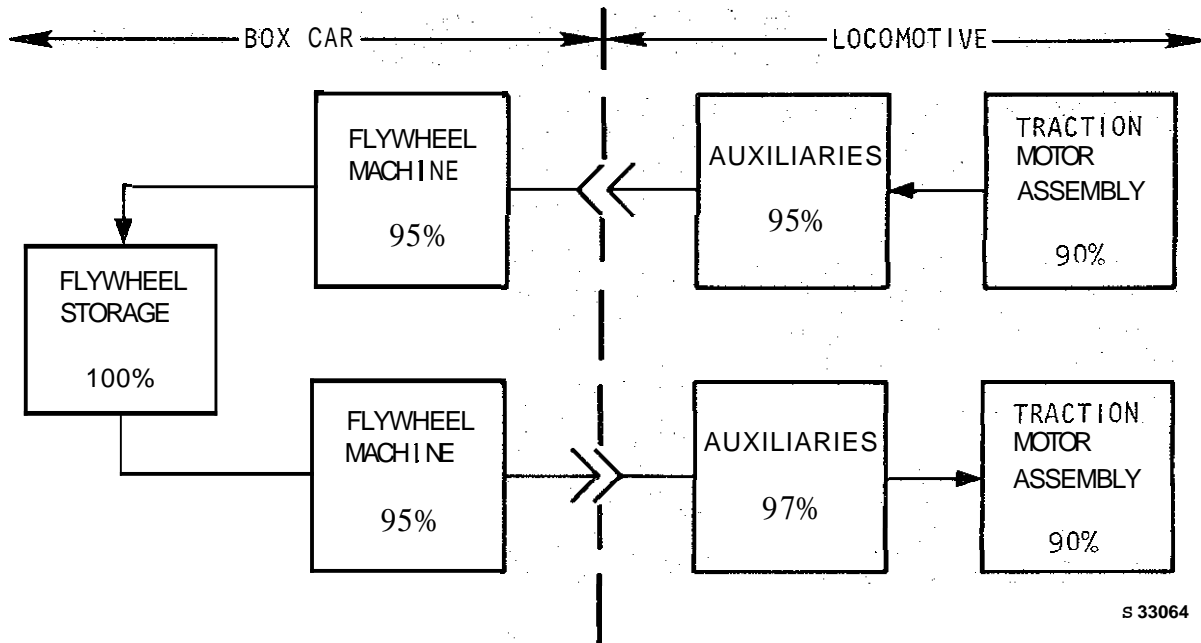 BOX CAR
LOCOMOTIVE
FLYWHEEL
MACHINE
95%
AUXILIARIES
95%
TRACTION
MOTOR
ASSEMBLY
90%
FLYWHEEL
STORAGE
100%
FLYWHEEL
MACHINE
95%
AUXILIARIES
97%
TRACTION
MOTOR
ASSEMBLY
90%
S 33064